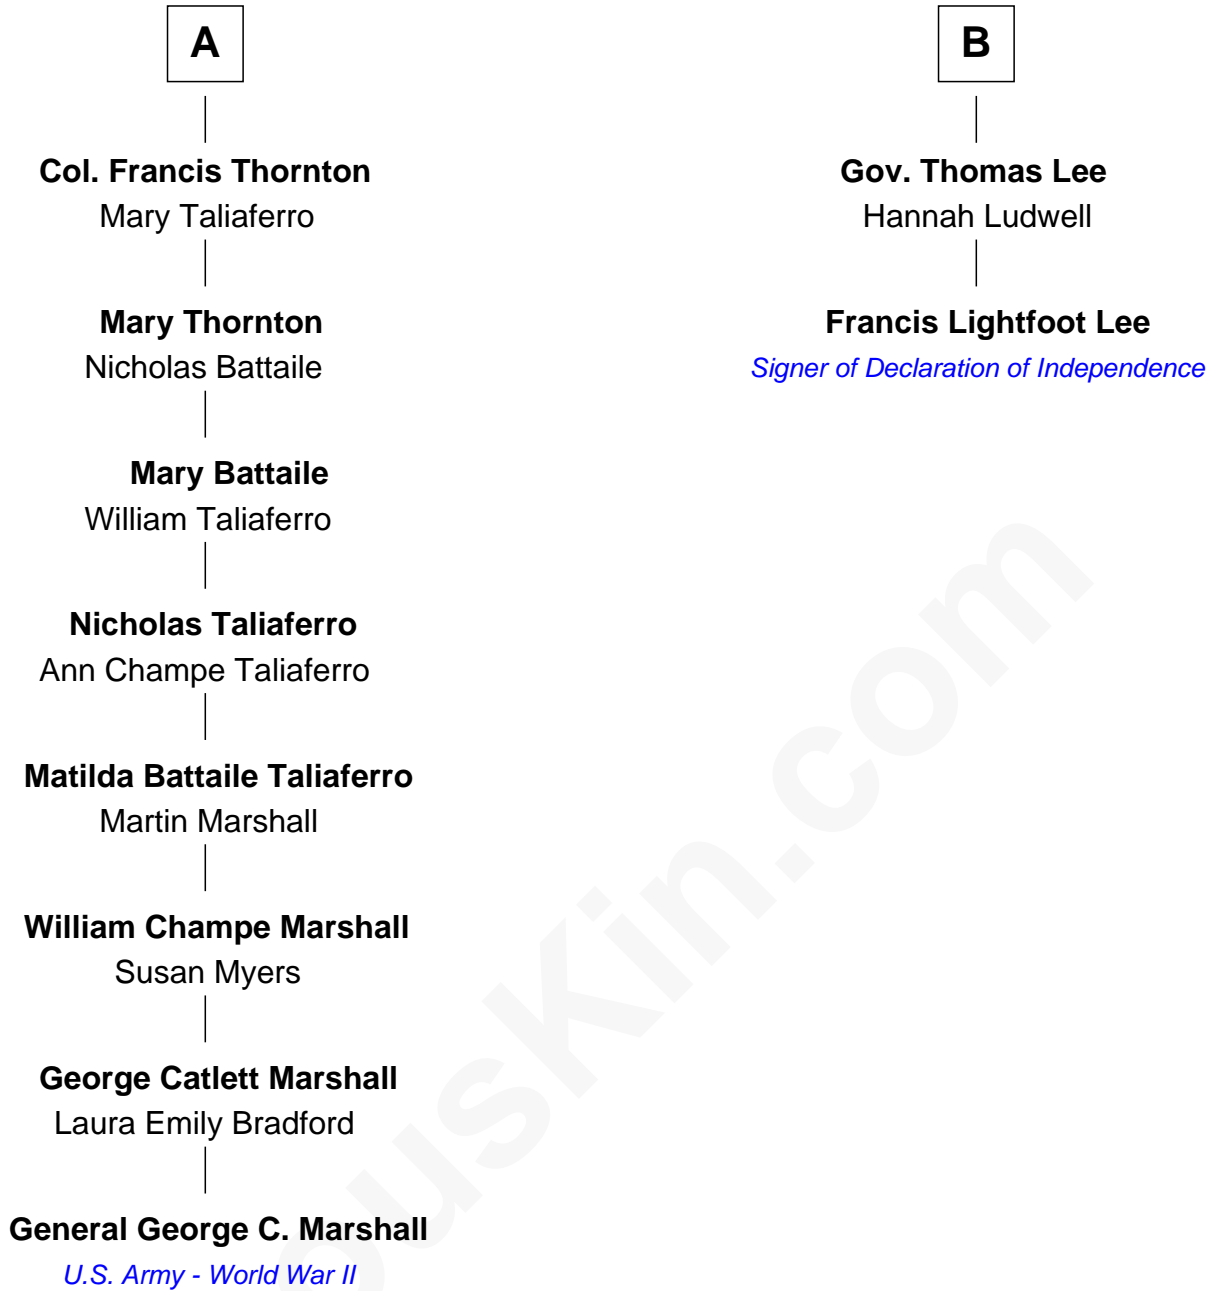 A
Col. Francis Thornton
Mary Taliaferro
Mary Thornton
Nicholas Battaile
Mary Battaile
William Taliaferro
Nicholas Taliaferro
Ann Champe Taliaferro
Matilda Battaile Taliaferro
Martin Marshall
William Champe Marshall
Susan Myers
George Catlett Marshall
Laura Emily Bradford
General George C. Marshall
U.S. Army - World War II
B
Gov. Thomas Lee
Hannah Ludwell
Francis Lightfoot Lee
Signer of Declaration of Independence
ousKin.com